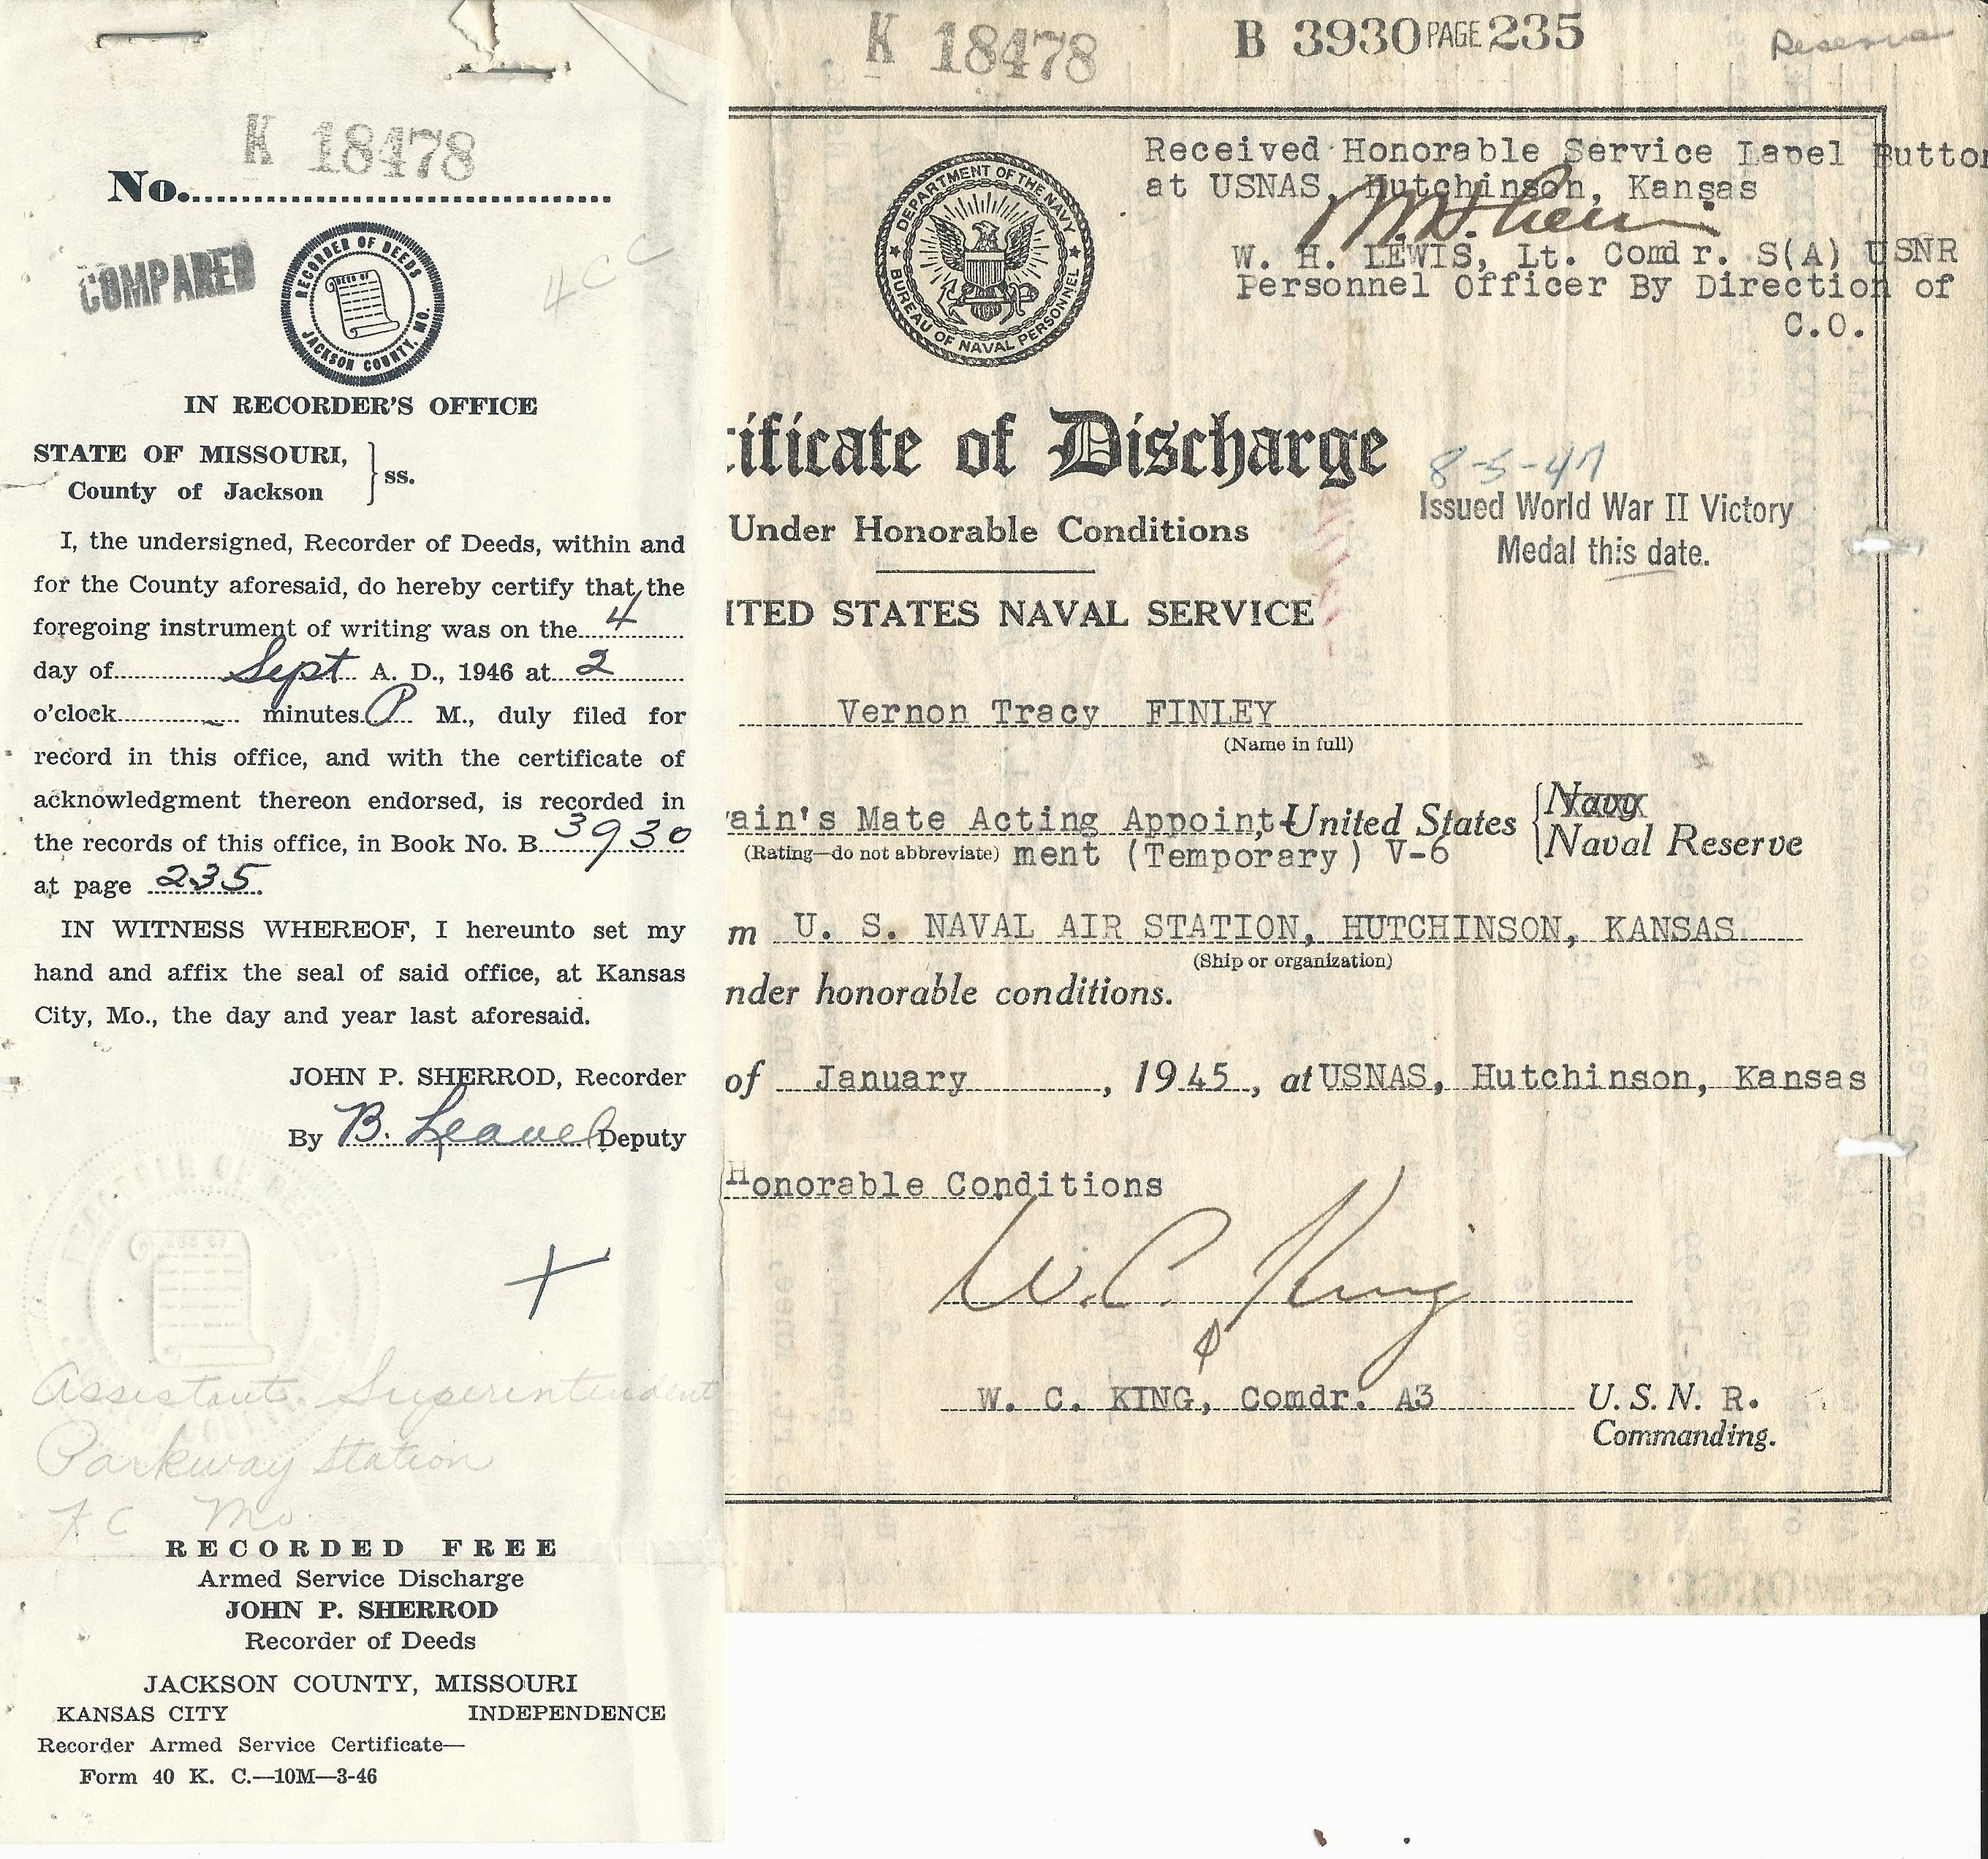 K 18478
No.
COMPARED
RECORDER OF DEEDS
DEED OF
JACKSON COUNTY, MO.
4 C C
IN RECORDER'S OFFICE
STATE OF MISSOURI,
County of Jackson
ss.
I, the undersigned, Recorder of Deeds, within and
for the County aforesaid, do hereby certify that the
foregoing instrument of writing was on the 4
day of Sept A. D., 1946 at 2
o'clock minutes P M., duly filed for
record in this office, and with the certificate of
acknowledgment thereon endorsed, is recorded in
the records of this office, in Book No. B 3930
at page 235.
IN WITNESS WHEREOF, I hereunto set my
hand and affix the seal of said office, at Kansas
City, Mo., the day and year last aforesaid.
JOHN P. SHERROD, Recorder
By B. Deputy
Assistant. Superintendent
Parkway Station
Mo.
RECORDED FREE
Armed Service Discharge
JOHN P. SHERROD
Recorder of Deeds
JACKSON COUNTY, MISSOURI
KANSAS CITY INDEPENDENCE
Recorder Armed Service Certificate—
Form 40 K. C.—10M—3-46
K 18478 B 3930 PAGE 235
DEPARTMENT OF THE NAVY
BUREAU OF NAVAL PERSONNEL
Received Honorable Service Lapel Button
at USNAS, Hutchinson, Kansas
W. H. LEWIS, Lt. Comdr. S(A) USNR
Personnel Officer By Direction of
C.O.
tificate of Discharge
8-5-47
Issued World War II Victory
Medal this date.
Under Honorable Conditions
ITED STATES NAVAL SERVICE
Vernon Tracy FINLEY
(Name in full)
ain's Mate Acting Appoint-, United States Navy
(Rating—do not abbreviate) ment (Temporary) V-6 Naval Reserve
m U. S. NAVAL AIR STATION, HUTCHINSON, KANSAS
(Ship or organization)
nder honorable conditions.
of January, 1945, at USNAS, Hutchinson, Kansas
Honorable Conditions
W. C. King
W. C. KING, Comdr. A3 U. S. N. R.
Commanding.